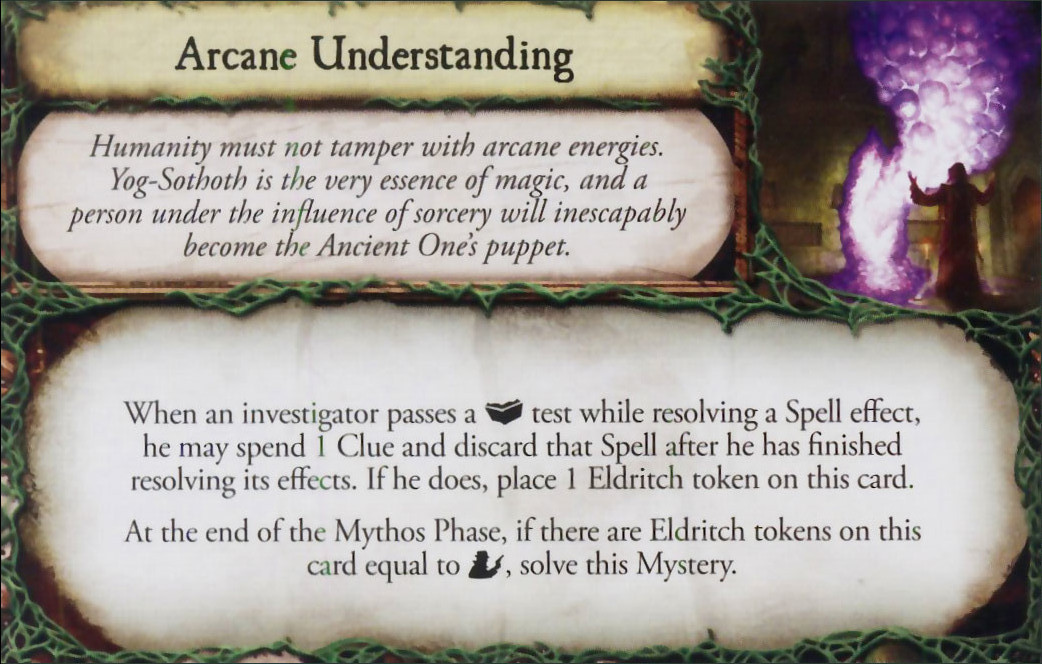 Arcane Understanding
Humanity must not tamper with arcane energies.
Yog-Sothoth is the very essence of magic, and a
person under the influence of sorcery will inescapably
become the Ancient One's puppet.
When an investigator passes a test while resolving a Spell effect,
he may spend 1 Clue and discard that Spell after he has finished
resolving its effects. If he does, place 1 Eldritch token on this card.
At the end of the Mythos Phase, if there are Eldritch tokens on this
card equal to , solve this Mystery.